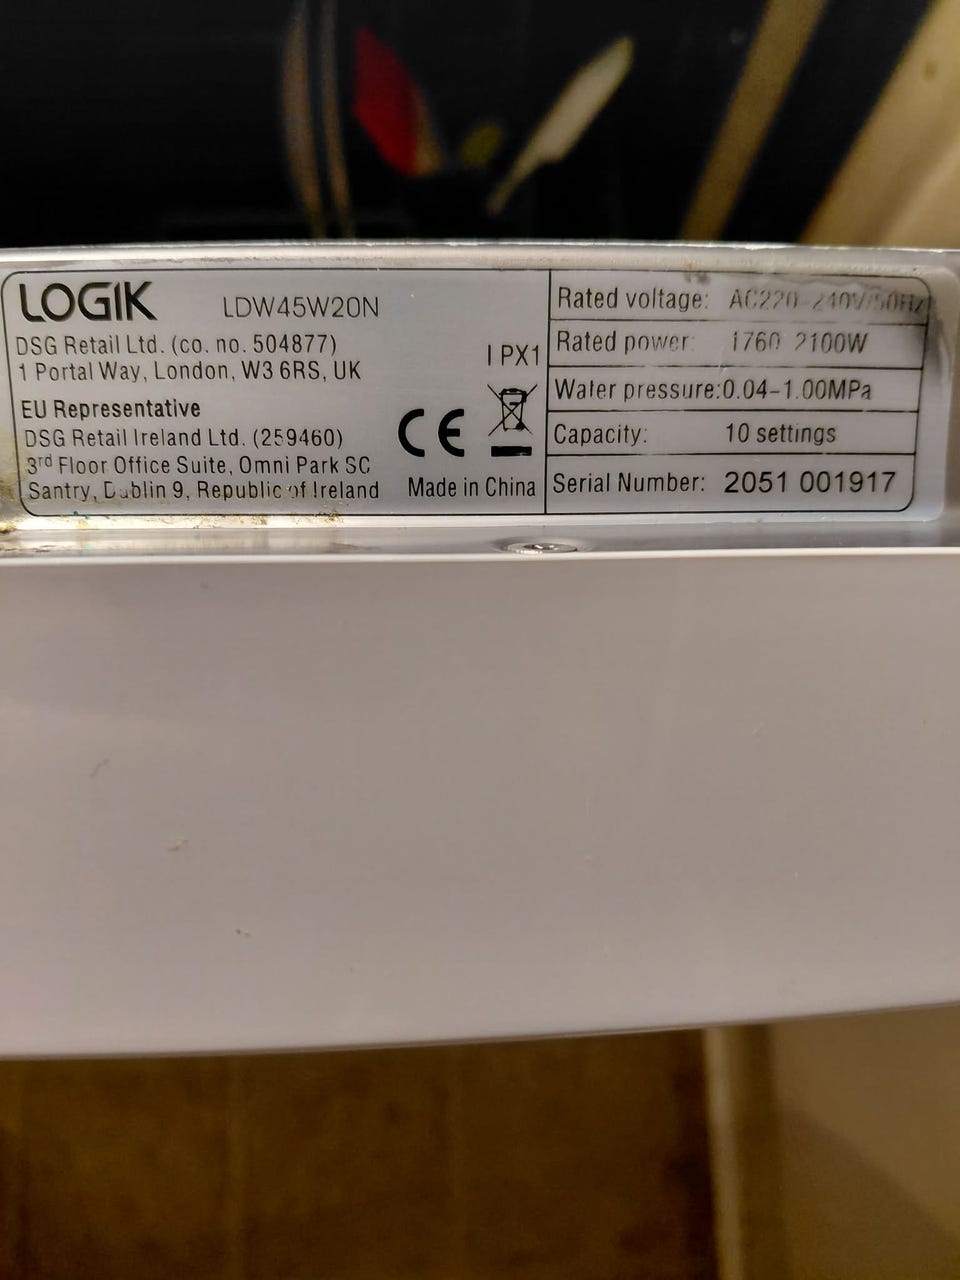 LOGIK LDW45W20N
DSG Retail Ltd. (co. no. 504877)
1 Portal Way, London, W3 6RS, UK
EU Representative
DSG Retail Ireland Ltd. (259460)
3rd Floor Office Suite, Omni Park SC
Santry, Dublin 9, Republic of Ireland
IPX1
CE
Made in China
Rated voltage: AC220-240V/50Hz
Rated power: 1760-2100W
Water pressure:0.04-1.00MPa
Capacity: 10 settings
Serial Number: 2051 001917